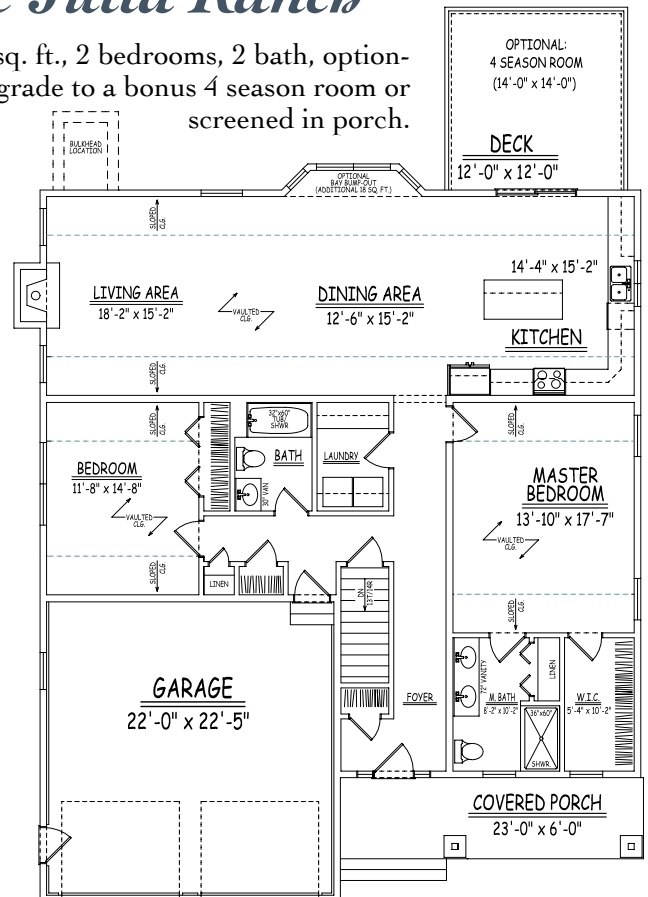 Ranch
sq. ft., 2 bedrooms, 2 bath, option-
grade to a bonus 4 season room or
screened in porch.
OPTIONAL:
4 SEASON ROOM
(14'-0" x 14'-0")
DECK
12'-0" x 12'-0"
BULKHEAD
LOCATION
OPTIONAL
BAY BUMP-OUT
(ADDITIONAL 18 SQ. FT.)
SLOPED
CLG.
LIVING AREA
18'-2" x 15'-2"
VAULTED
CLG.
DINING AREA
12'-6" x 15'-2"
14'-4" x 15'-2"
KITCHEN
SLOPED
CLG.
SLOPED
CLG.
BEDROOM
11'-8" x 14'-8"
VAULTED
CLG.
SLOPED
CLG.
32"x60"
TUB/
SHWR
BATH
30" VAN
LAUNDRY
LINEN
SLOPED
CLG.
MASTER
BEDROOM
13'-10" x 17'-7"
VAULTED
CLG.
SLOPED
CLG.
DN
13T/14R
GARAGE
22'-0" x 22'-5"
FOYER
72" VANITY
M. BATH
8'-2" x 10'-2"
LINEN
36"x60"
SHWR.
W.I.C.
5'-4" x 10'-2"
COVERED PORCH
23'-0" x 6'-0"